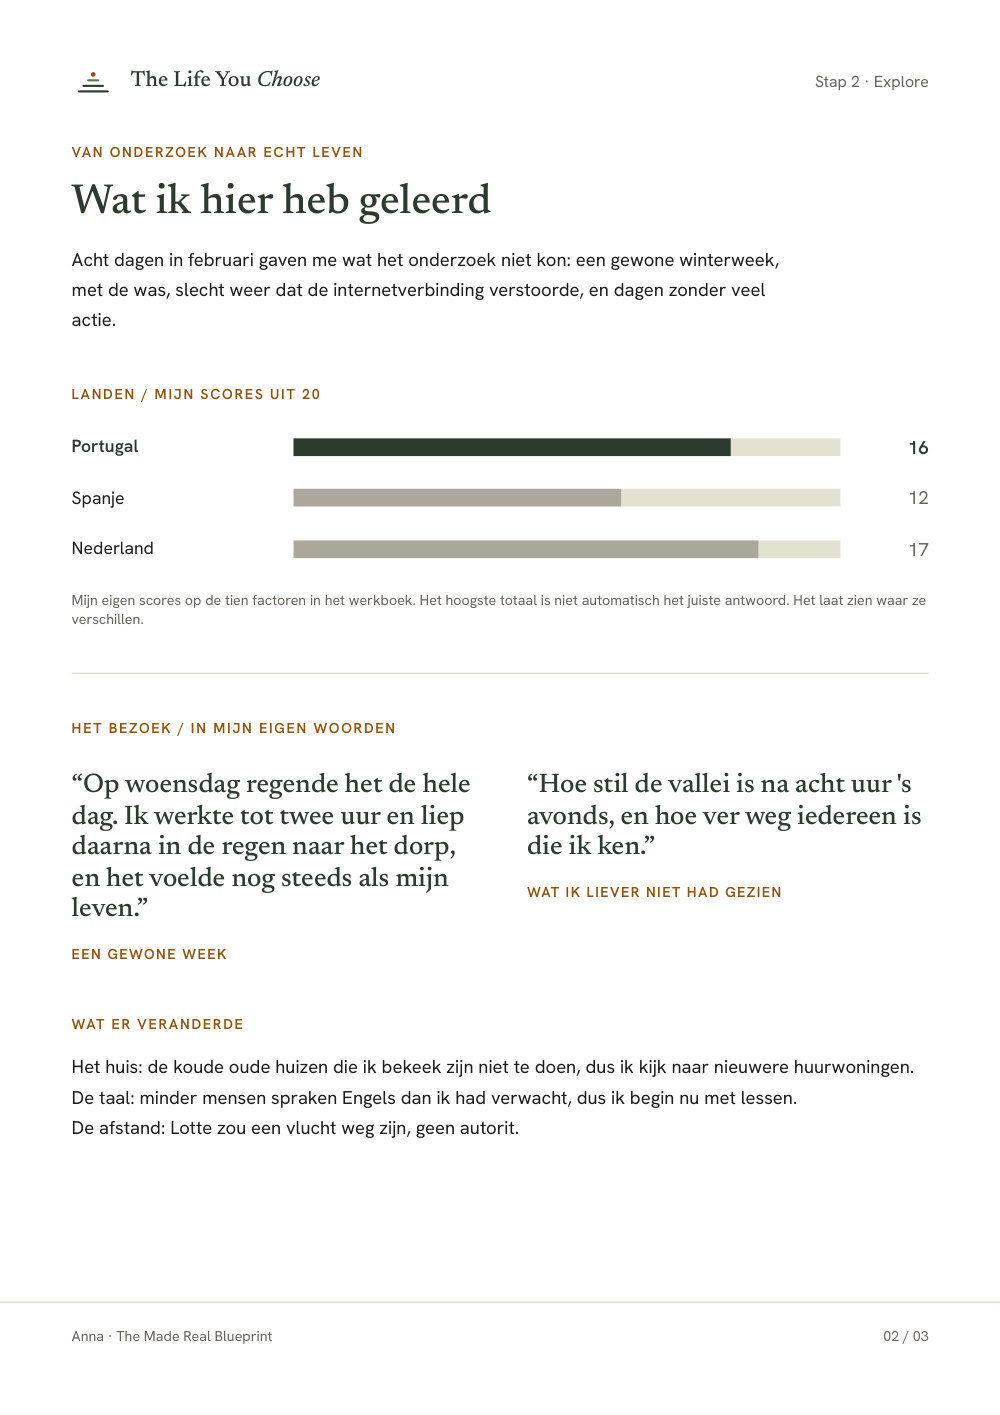 The Life You Choose
Stap 2 · Explore
VAN ONDERZOEK NAAR ECHT LEVEN
Wat ik hier heb geleerd
Acht dagen in februari gaven me wat het onderzoek niet kon: een gewone winterweek,
met de was, slecht weer dat de internetverbinding verstoorde, en dagen zonder veel
actie.
LANDEN / MIJN SCORES UIT 20
Portugal 16
Spanje 12
Nederland 17
Mijn eigen scores op de tien factoren in het werkboek. Het hoogste totaal is niet automatisch het juiste antwoord. Het laat zien waar ze
verschillen.
HET BEZOEK / IN MIJN EIGEN WOORDEN
“Op woensdag regende het de hele
dag. Ik werkte tot twee uur en liep
daarna in de regen naar het dorp,
en het voelde nog steeds als mijn
leven.”
EEN GEWONE WEEK
“Hoe stil de vallei is na acht uur 's
avonds, en hoe ver weg iedereen is
die ik ken.”
WAT IK LIEVER NIET HAD GEZIEN
WAT ER VERANDERDE
Het huis: de koude oude huizen die ik bekeek zijn niet te doen, dus ik kijk naar nieuwere huurwoningen.
De taal: minder mensen spraken Engels dan ik had verwacht, dus ik begin nu met lessen.
De afstand: Lotte zou een vlucht weg zijn, geen autorit.
Anna · The Made Real Blueprint
02 / 03